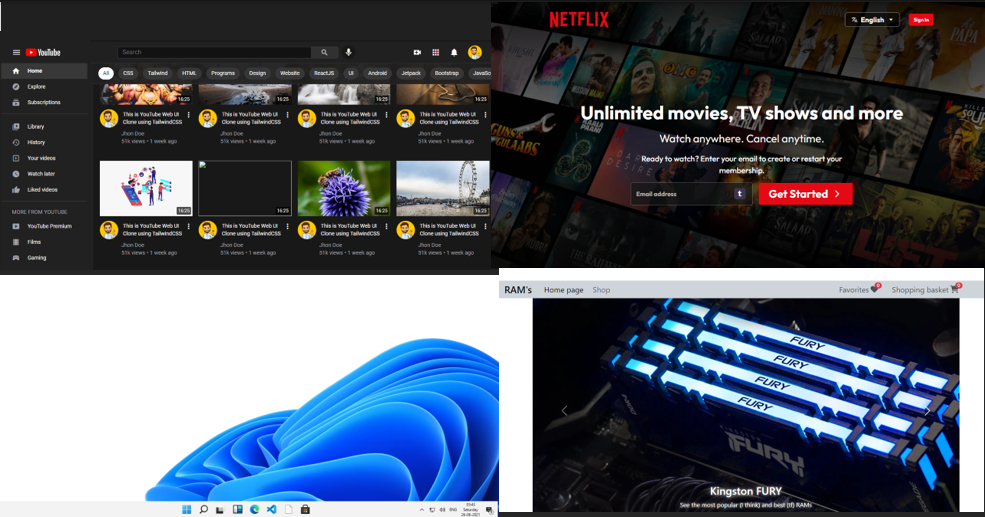 YouTube
Search
Home
Explore
Subscriptions
Library
History
Your videos
Watch later
Liked videos
MORE FROM YOUTUBE
YouTube Premium
Films
Gaming
All CSS Tailwind HTML Programs Design Website ReactJS UI Android Jetpack Bootstrap JavaSc
16:25 16:25 16:25 16:25
This is YouTube Web UI This is YouTube Web UI This is YouTube Web UI This is YouTube Web UI
Clone using TailwindCSS Clone using TailwindCSS Clone using TailwindCSS Clone using TailwindCSS
Jhon Doe Jhon Doe Jhon Doe Jhon Doe
51k views • 1 week ago 51k views • 1 week ago 51k views • 1 week ago 51k views • 1 week ago
16:25 16:25 16:25 16:25
This is YouTube Web UI This is YouTube Web UI This is YouTube Web UI This is YouTube Web UI
Clone using TailwindCSS Clone using TailwindCSS Clone using TailwindCSS Clone using TailwindCSS
Jhon Doe Jhon Doe Jhon Doe Jhon Doe
51k views • 1 week ago 51k views • 1 week ago 51k views • 1 week ago 51k views • 1 week ago
NETFLIX
English
Sign In
GUNS &
GULAABS
Unlimited movies, TV shows and more
Watch anywhere. Cancel anytime.
Ready to watch? Enter your email to create or restart your
membership.
Email address
t
Get Started
ENG
Saturday
RAM's Home page Shop Favorites 0 Shopping basket 0
FURY
FURY
FURY
FURY
FURY
Kingston FURY
See the most popular (I think) and best (tf) RAMs